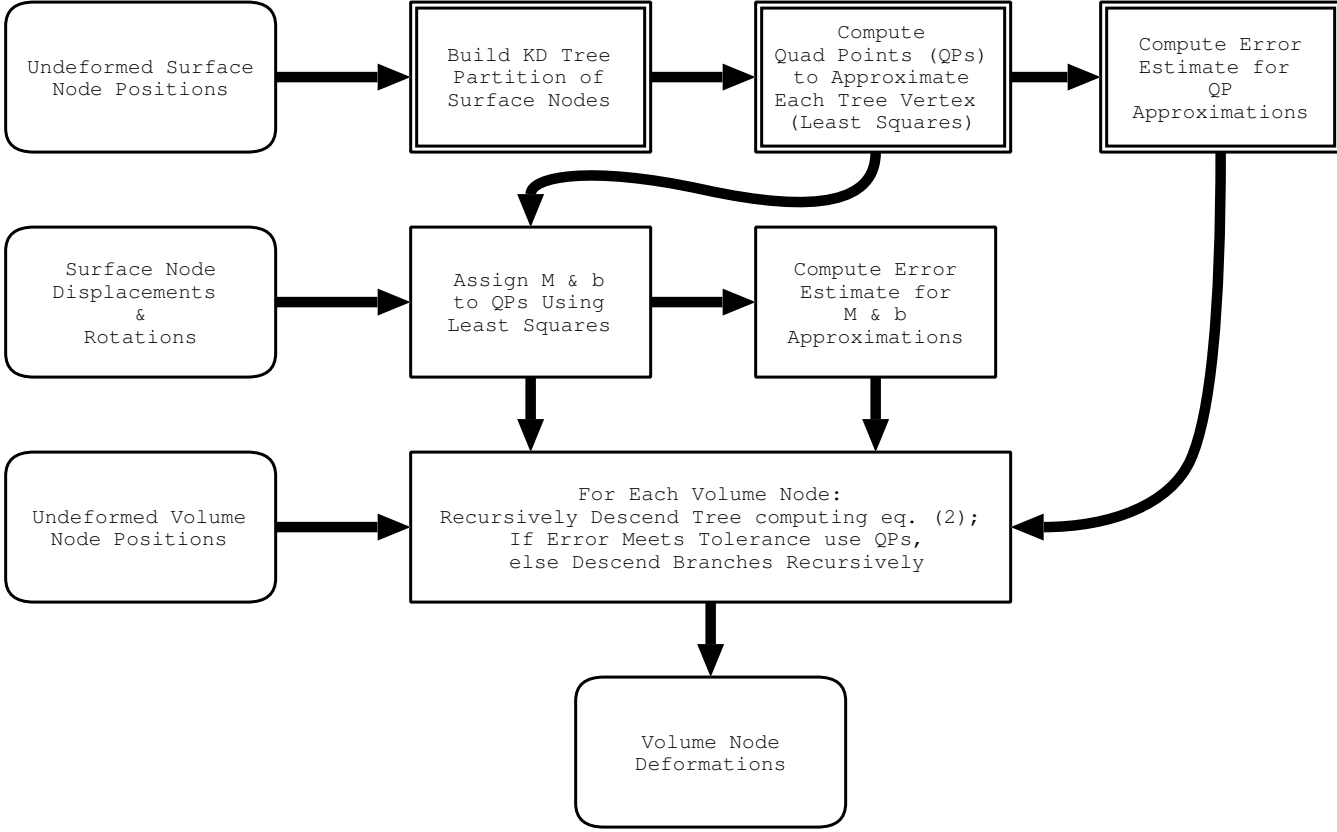 Undeformed Surface
Node Positions
Build KD Tree
Partition of
Surface Nodes
Compute
Quad Points (QPs)
to Approximate
Each Tree Vertex
(Least Squares)
Compute Error
Estimate for
QP
Approximations
Surface Node
Displacements
&
Rotations
Assign M & b
to QPs Using
Least Squares
Compute Error
Estimate for
M & b
Approximations
Undeformed Volume
Node Positions
For Each Volume Node:
Recursively Descend Tree computing eq. (2);
If Error Meets Tolerance use QPs,
else Descend Branches Recursively
Volume Node
Deformations